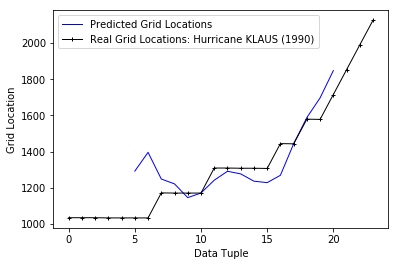 Predicted Grid Locations
Real Grid Locations: Hurricane KLAUS (1990)
2000
1800
1600
1400
1200
1000
Grid Location
0 5 10 15 20
Data Tuple